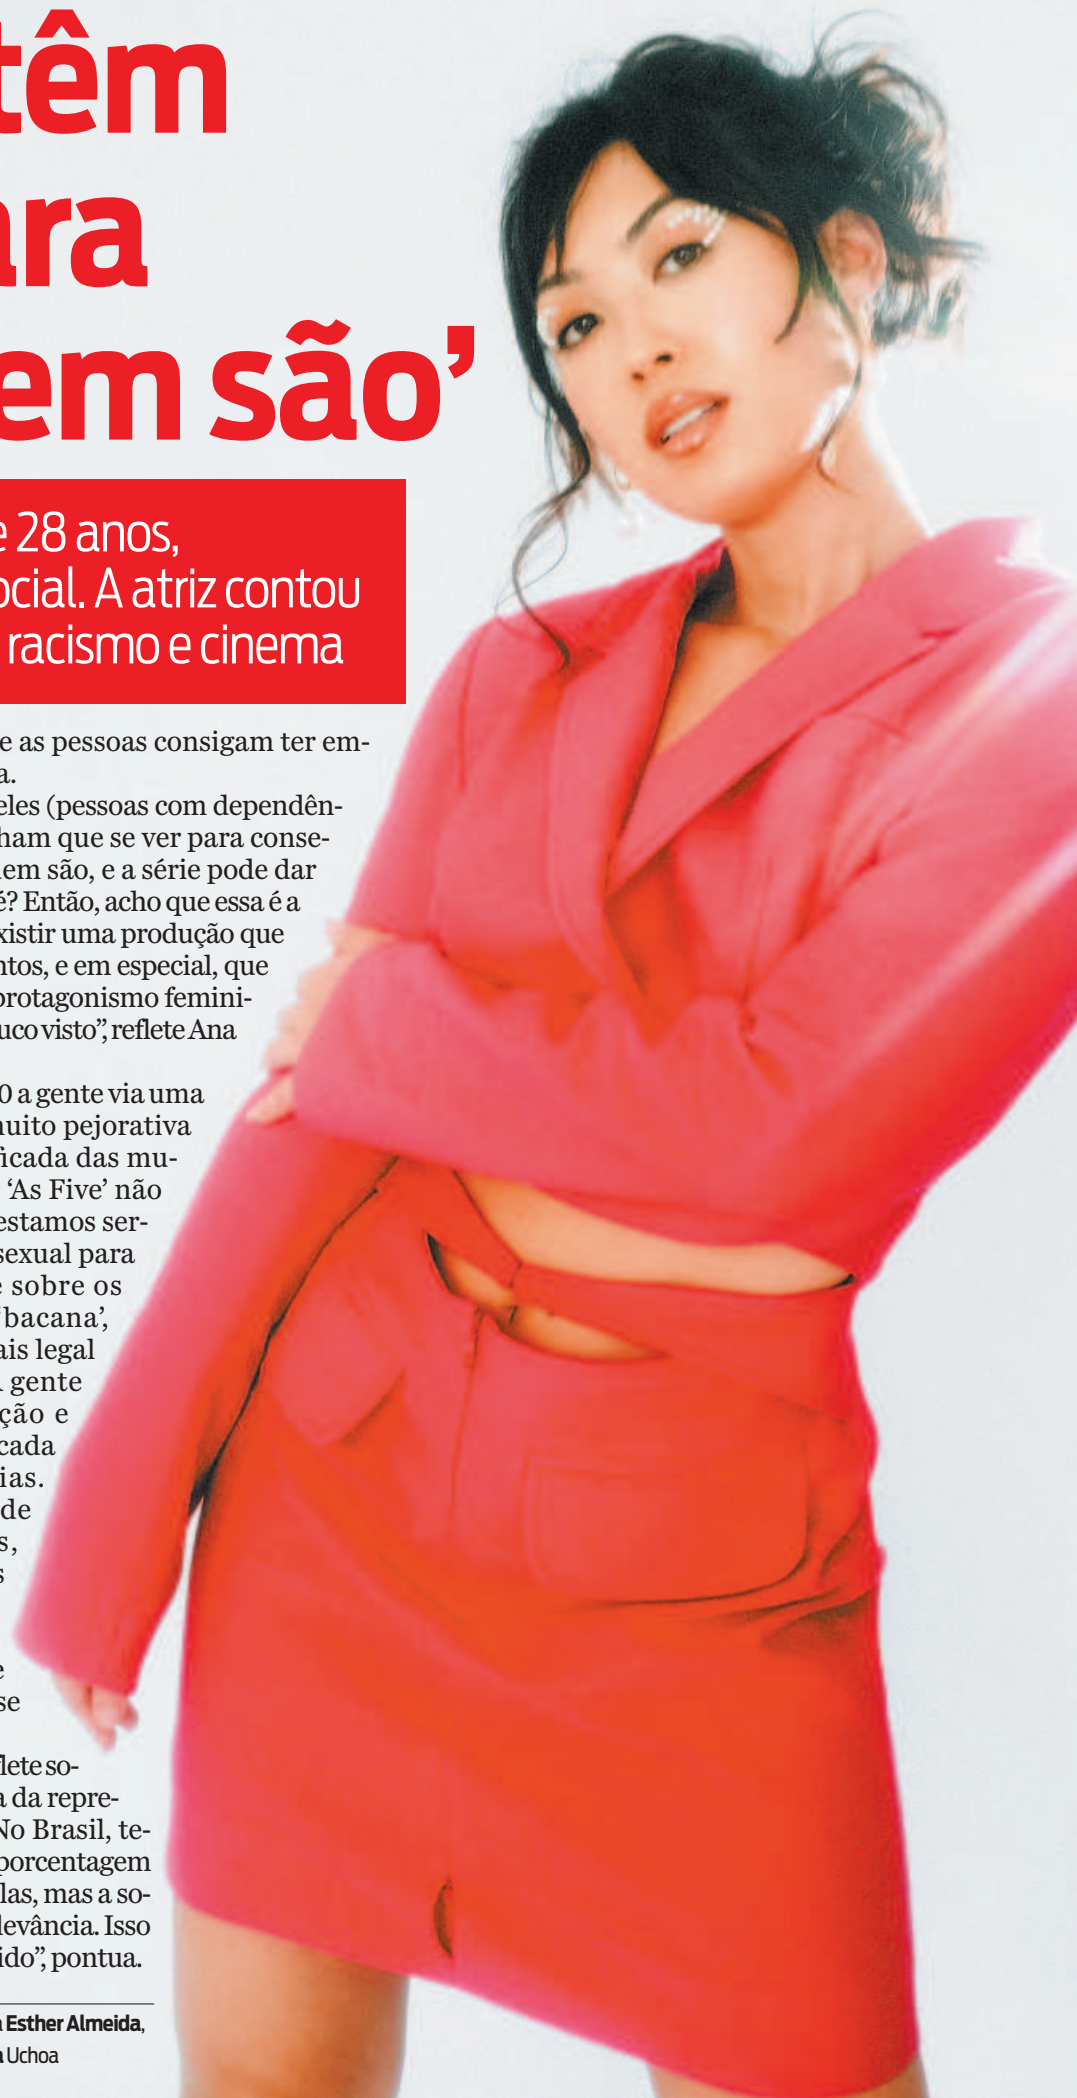 têm
ara
em são’
e 28 anos,
ocial. A atriz contou
racismo e cinema
e as pessoas consigam ter em-
a.
eles (pessoas com dependên-
ham que se ver para conse-
em são, e a série pode dar
é? Então, acho que essa é a
xistir uma produção que
ntos, e em especial, que
protagonismo femini-
uco visto”, reflete Ana
0 a gente via uma
muito pejorativa
ficada das mu-
‘As Five’ não
estamos ser-
sexual para
e sobre os
‘bacana’,
ais legal
gente
ção e
cada
ias.
de
s,
s
e
se
flete so-
a da repre-
No Brasil, te-
porcentagem
las, mas a so-
levância. Isso
ido”, pontua.
a Esther Almeida,
a Uchoa